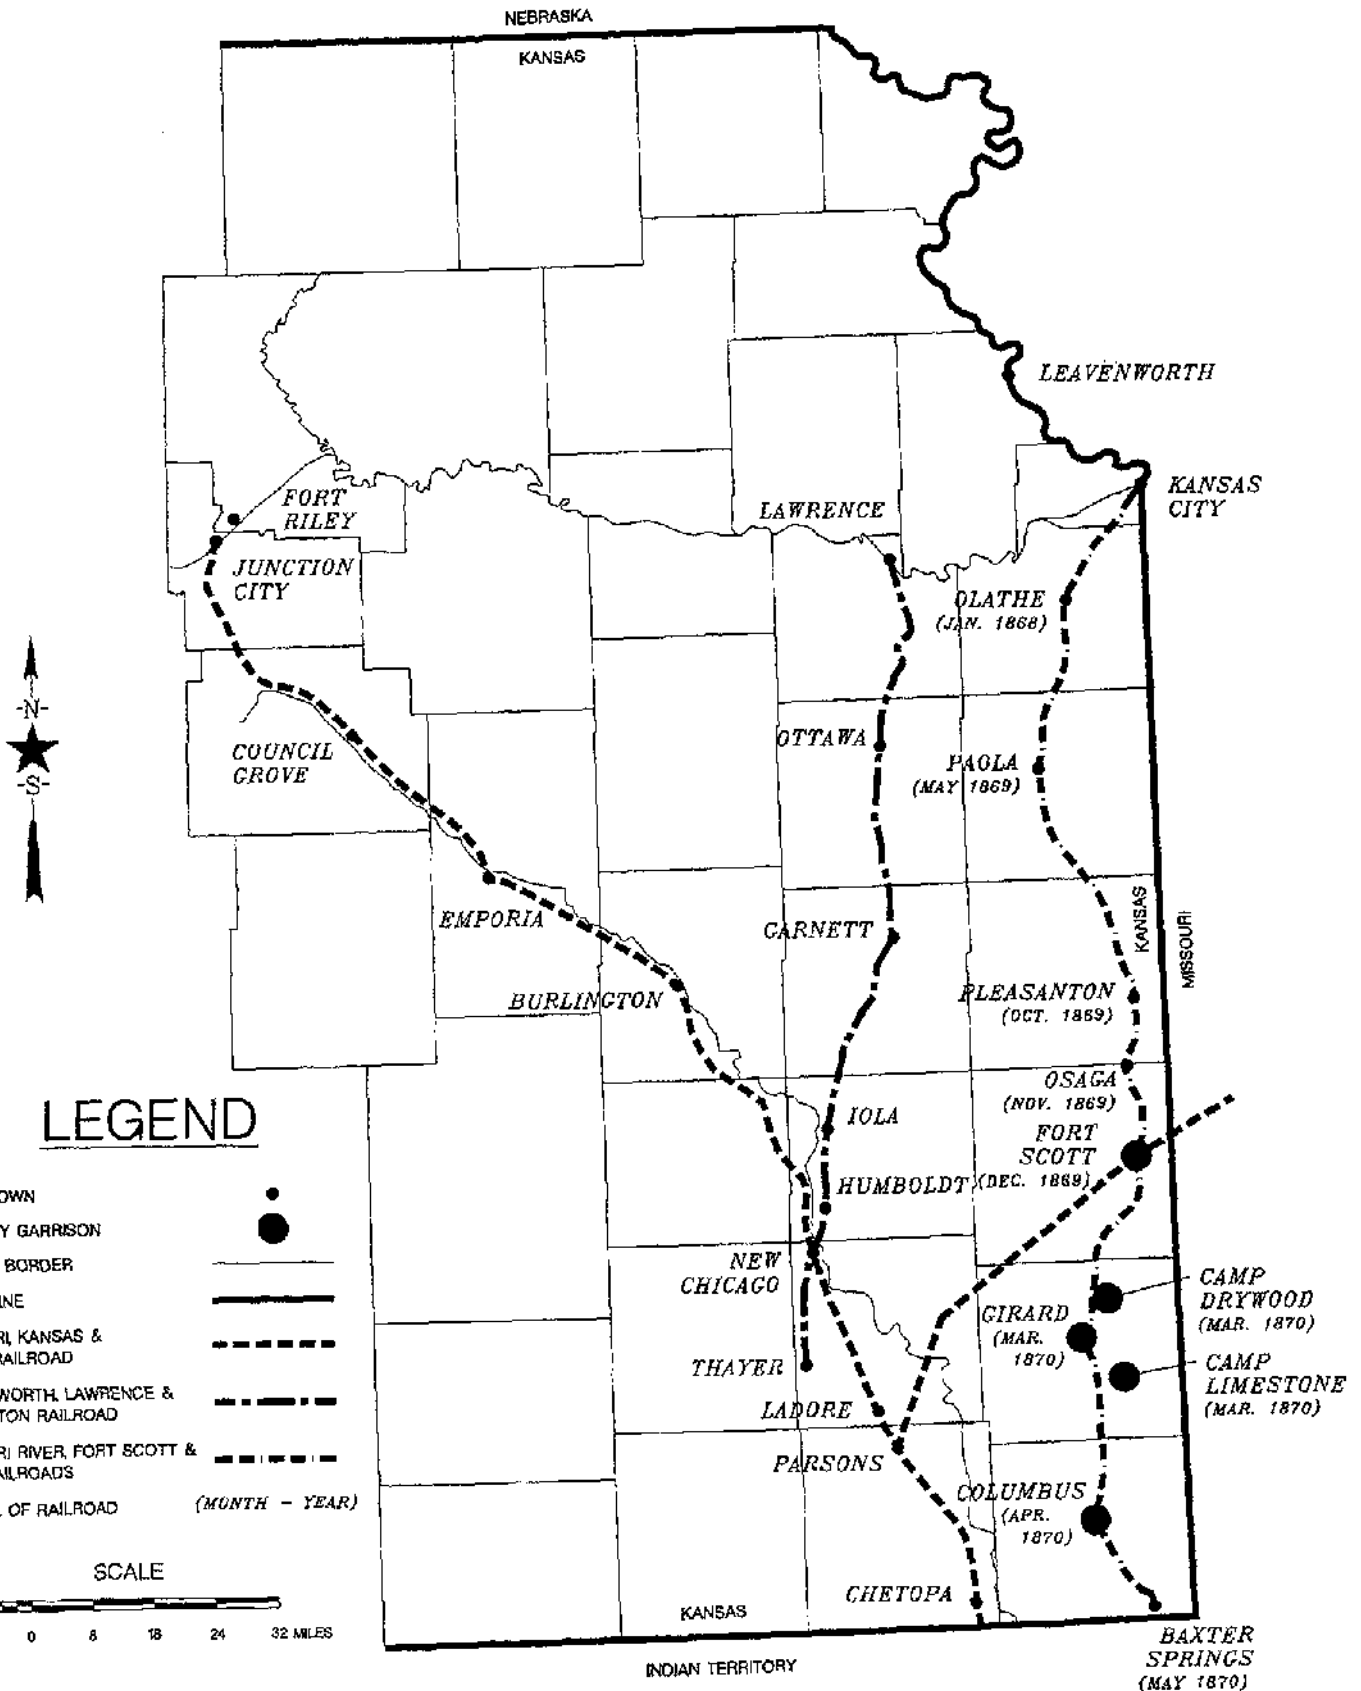 NEBRASKA
KANSAS
LEAVENWORTH
KANSAS
CITY
LAWRENCE
FORT
RILEY
JUNCTION
CITY
OLATHE
(JAN. 1868)
-N-
-S-
COUNCIL
GROVE
OTTAWA
PAOLA
(MAY 1869)
EMPORIA
GARNETT
KANSAS
MISSOURI
BURLINGTON
PLEASANTON
(OCT. 1869)
OSAGA
(NOV. 1869)
IOLA
FORT
SCOTT
(DEC. 1869)
HUMBOLDT
NEW
CHICAGO
CAMP
DRYWOOD
(MAR. 1870)
GIRARD
(MAR.
1870)
THAYER
CAMP
LIMESTONE
(MAR. 1870)
LADORE
PARSONS
COLUMBUS
(APR.
1870)
CHETOPA
KANSAS
INDIAN TERRITORY
BAXTER
SPRINGS
(MAY 1870)
LEGEND
OWN
Y GARRISON
BORDER
INE
RI, KANSAS &
RAILROAD
WORTH, LAWRENCE &
TON RAILROAD
RI RIVER, FORT SCOTT &
AILROADS
. OF RAILROAD
(MONTH - YEAR)
SCALE
0 8 16 24 32 MILES